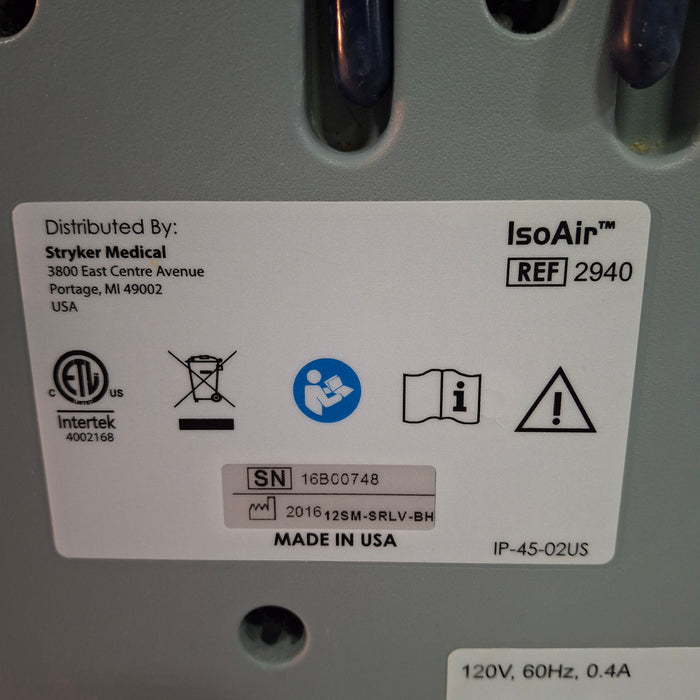 Distributed By:
Stryker Medical
3800 East Centre Avenue
Portage, MI 49002
USA
IsoAir™
REF 2940
C ETL US
Intertek
4002168
i
!
SN 16B00748
2016 12SM-SRLV-BH
MADE IN USA
IP-45-02US
120V, 60Hz, 0.4A